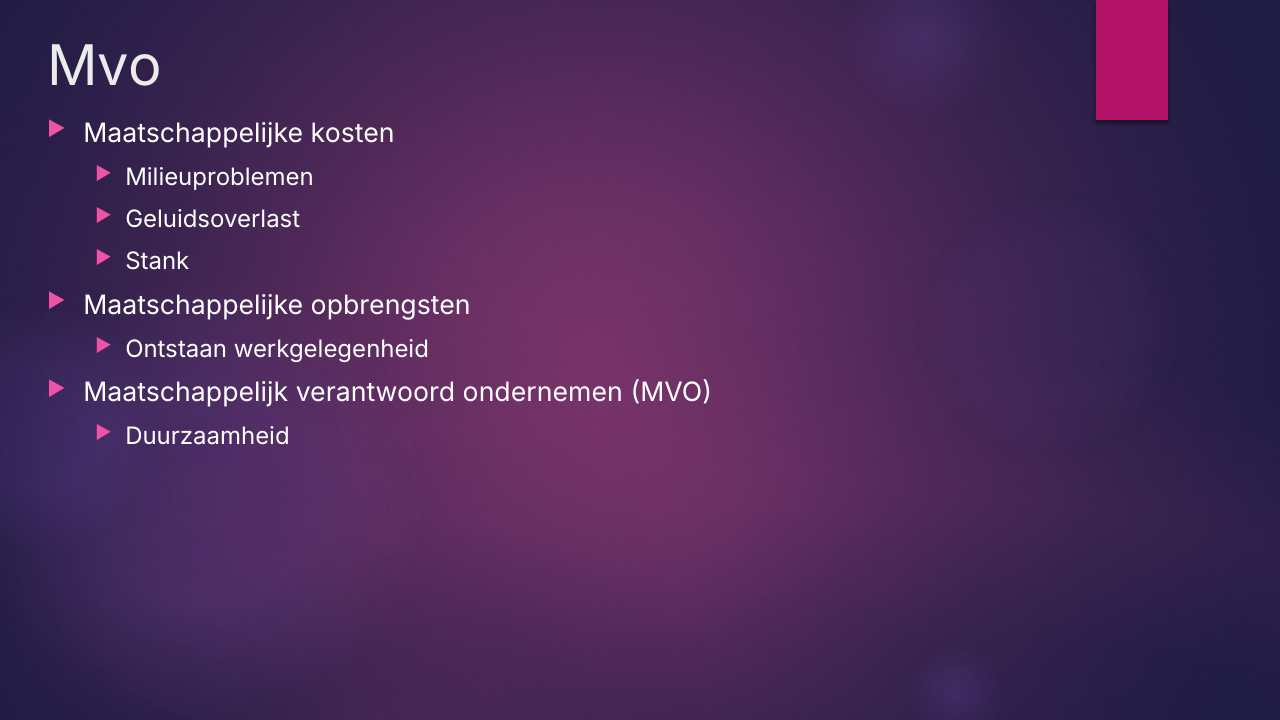 Mvo
Maatschappelijke kosten
Milieuproblemen
Geluidsoverlast
Stank
Maatschappelijke opbrengsten
Ontstaan werkgelegenheid
Maatschappelijk verantwoord ondernemen (MVO)
Duurzaamheid